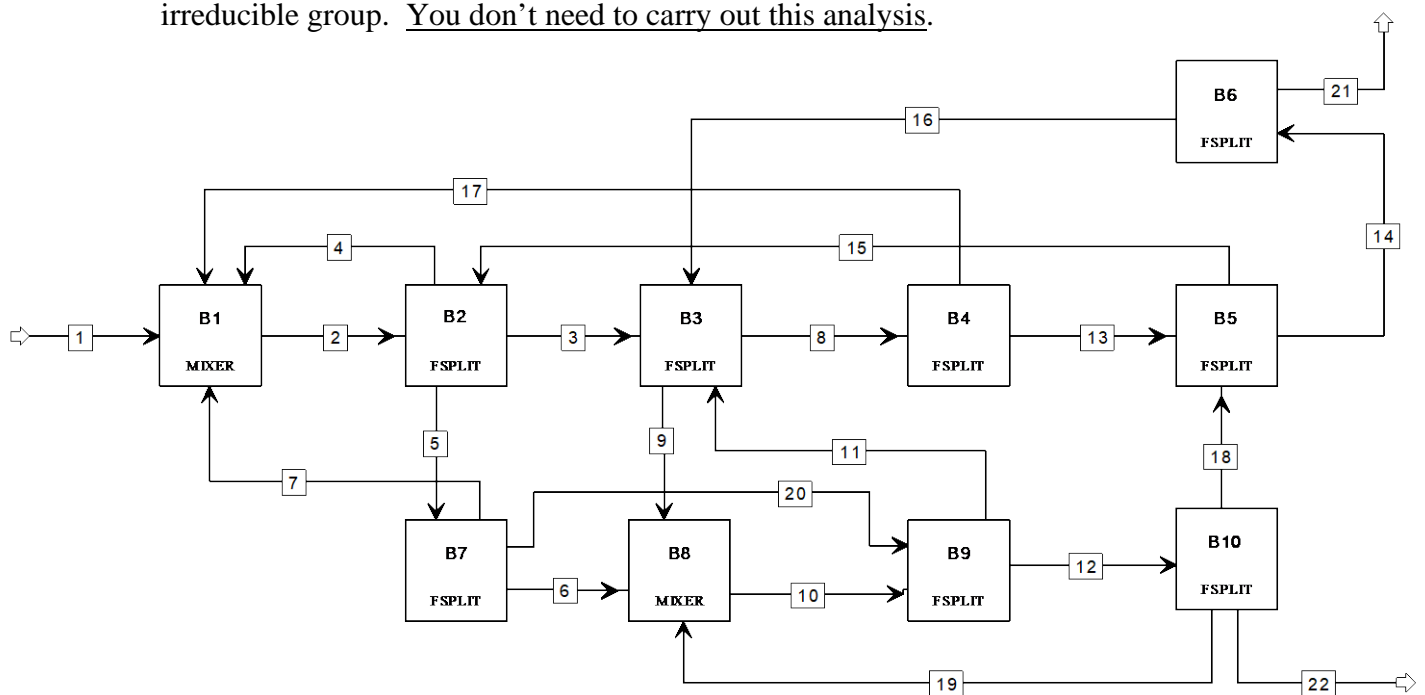 irreducible group. You don't need to carry out this analysis.
B6
21
16
FSPLIT
17
14
4
15
B1
B2
B3
B4
B5
1
2
3
8
13
MIXER
FSPLIT
FSPLIT
FSPLIT
FSPLIT
5
9
11
18
7
20
B7
B8
B9
B10
12
6
10
FSPLIT
MIXER
FSPLIT
FSPLIT
19
22